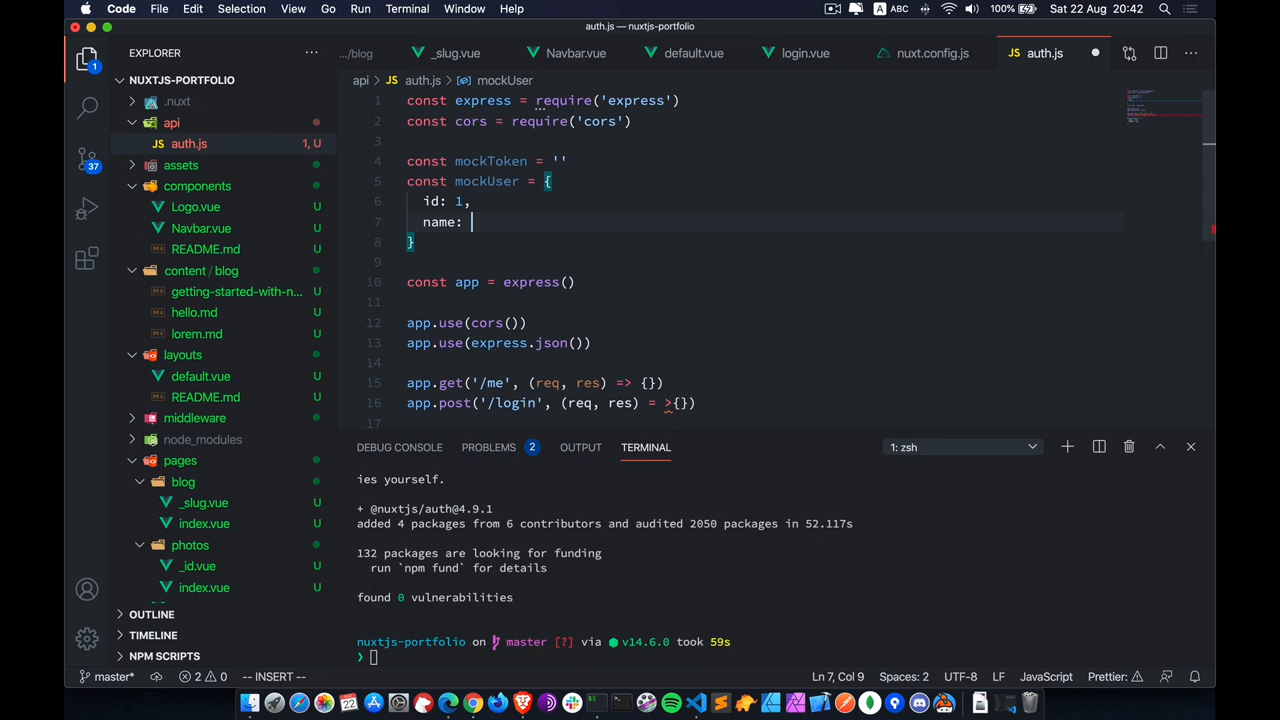 Code File Edit Selection View Go Run Terminal Window Help A ABC 100% Sat 22 Aug 20:42
auth.js — nuxtjs-portfolio
EXPLORER
.../blog _slug.vue Navbar.vue default.vue login.vue nuxt.config.js JS auth.js
NUXTJS-PORTFOLIO
api > JS auth.js > mockUser
.nuxt
api
JS auth.js 1, U
assets
components
Logo.vue U
Navbar.vue U
README.md U
content / blog
getting-started-with-n... U
hello.md U
lorem.md U
layouts
default.vue U
README.md U
middleware
node_modules
pages
blog
_slug.vue U
index.vue U
photos
_id.vue U
index.vue U
OUTLINE
TIMELINE
NPM SCRIPTS
1
37
1 const express = require('express')
2 const cors = require('cors')
3
4 const mockToken = ''
5 const mockUser = {
6 id: 1,
7 name:
8 }
9
10 const app = express()
11
12 app.use(cors())
13 app.use(express.json())
14
15 app.get('/me', (req, res) => {})
16 app.post('/login', (req, res) = >{})
17
DEBUG CONSOLE PROBLEMS 2 OUTPUT TERMINAL 1: zsh
ies yourself.
+ @nuxtjs/auth@4.9.1
added 4 packages from 6 contributors and audited 2050 packages in 52.117s
132 packages are looking for funding
run `npm fund` for details
found 0 vulnerabilities
nuxtjs-portfolio on master [?] via v14.6.0 took 59s
❯
master* 2 0 -- INSERT -- Ln 7, Col 9 Spaces: 2 UTF-8 LF JavaScript Prettier:
22